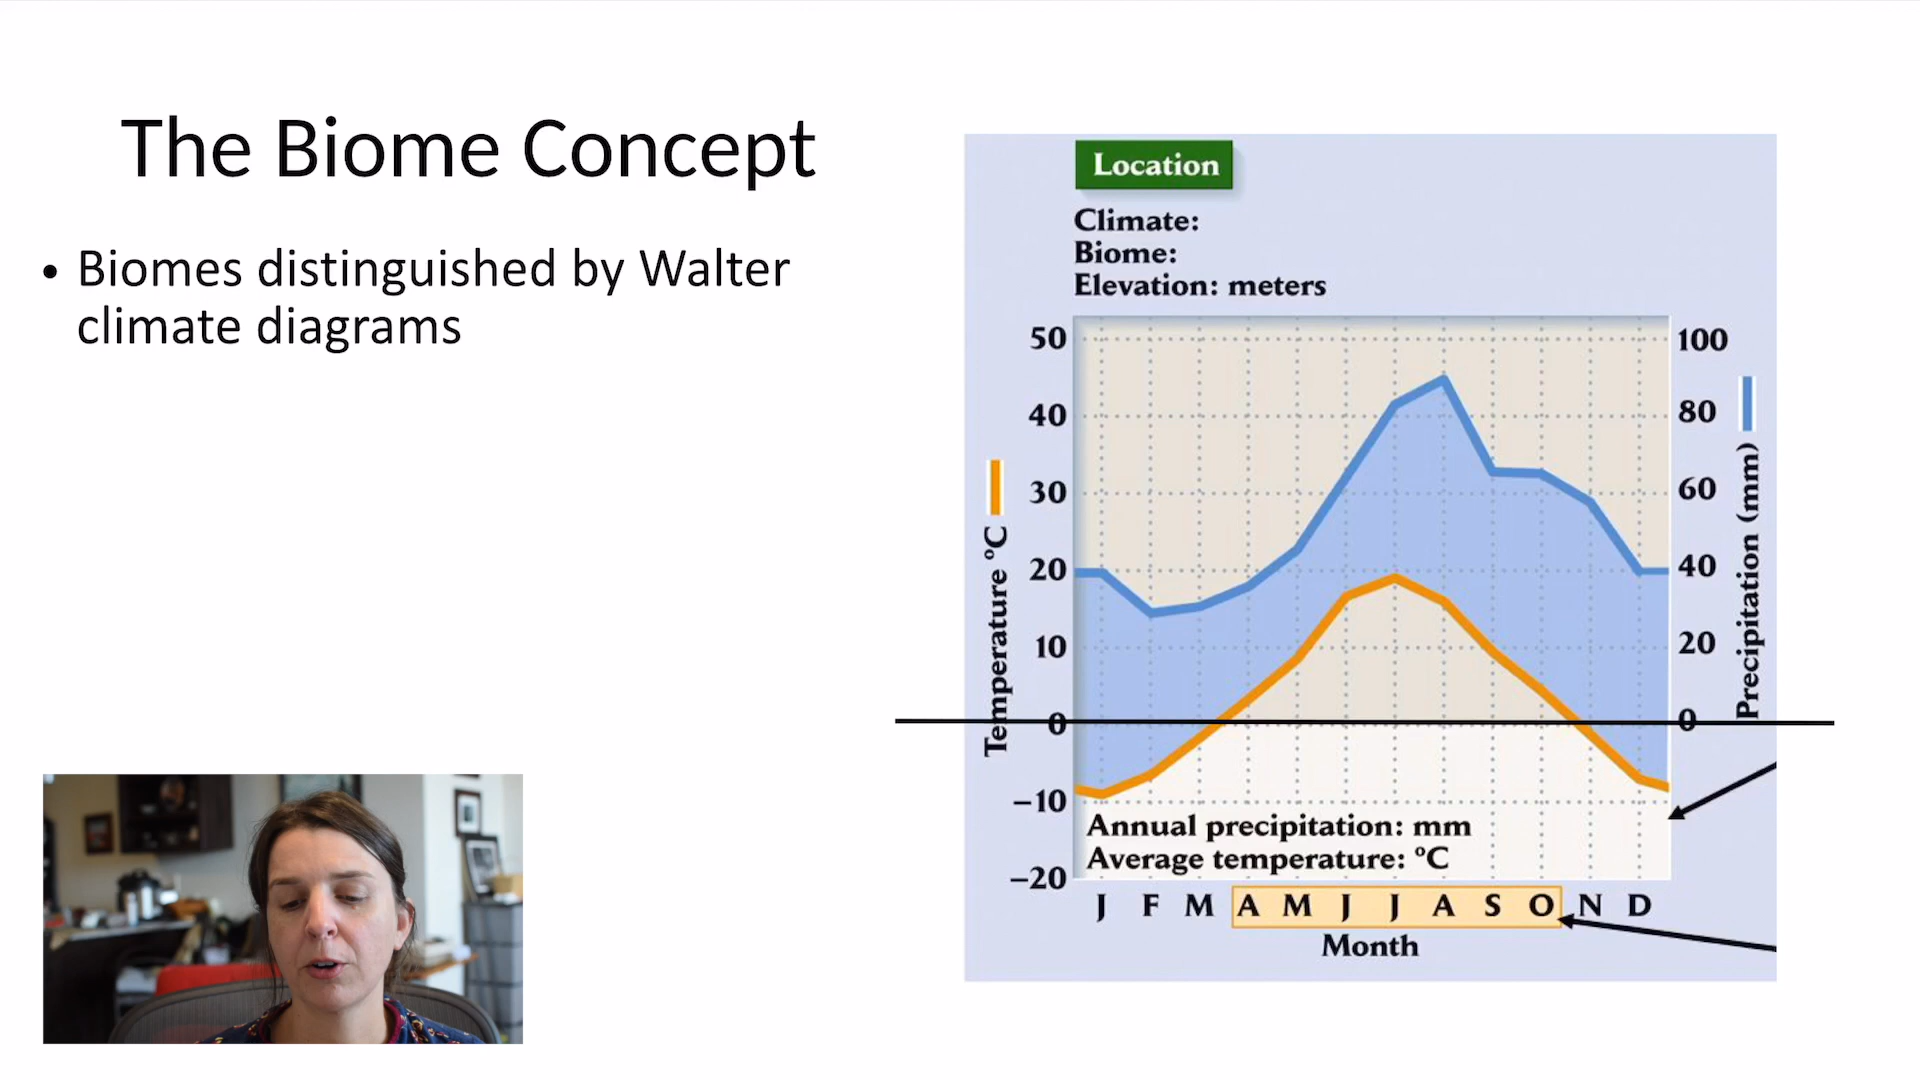 The Biome Concept
• Biomes distinguished by Walter
climate diagrams
Location
Climate:
Biome:
Elevation: meters
50
40
30
20
10
0
−10
−20
Temperature °C
100
80
60
40
20
0
Precipitation (mm)
Annual precipitation: mm
Average temperature: °C
J F M A M J J A S O N D
Month